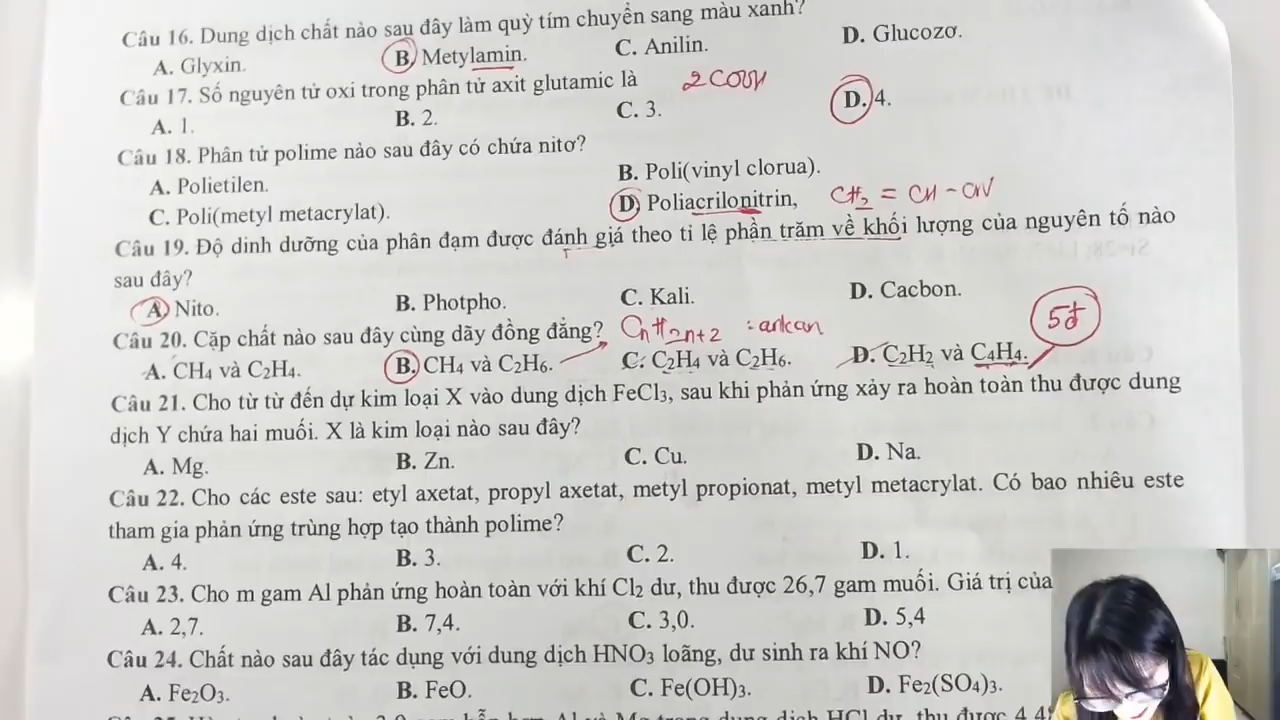 Câu 16. Dung dịch chất nào sau đây làm quỳ tím chuyển sang màu xanh?
A. Glyxin. B. Metylamin. C. Anilin. D. Glucozơ.
Câu 17. Số nguyên tử oxi trong phân tử axit glutamic là 2COOH
A. 1. B. 2. C. 3. D. 4.
Câu 18. Phân tử polime nào sau đây có chứa nitơ?
A. Polietilen. B. Poli(vinyl clorua).
C. Poli(metyl metacrylat). D. Poliacrilonitrin, CH₂ = CH - CN
Câu 19. Độ dinh dưỡng của phân đạm được đánh giá theo tỉ lệ phần trăm về khối lượng của nguyên tố nào
sau đây?
A. Nito. B. Photpho. C. Kali. D. Cacbon.
Câu 20. Cặp chất nào sau đây cùng dãy đồng đẳng? CnH2n+2 : ankan 5đ
A. CH₄ và C₂H₄. B. CH₄ và C₂H₆. C. C₂H₄ và C₂H₆. D. C₂H₂ và C₄H₄.
Câu 21. Cho từ từ đến dự kim loại X vào dung dịch FeCl₃, sau khi phản ứng xảy ra hoàn toàn thu được dung
dịch Y chứa hai muối. X là kim loại nào sau đây?
A. Mg. B. Zn. C. Cu. D. Na.
Câu 22. Cho các este sau: etyl axetat, propyl axetat, metyl propionat, metyl metacrylat. Có bao nhiêu este
tham gia phản ứng trùng hợp tạo thành polime?
A. 4. B. 3. C. 2. D. 1.
Câu 23. Cho m gam Al phản ứng hoàn toàn với khí Cl₂ dư, thu được 26,7 gam muối. Giá trị của
A. 2,7. B. 7,4. C. 3,0. D. 5,4
Câu 24. Chất nào sau đây tác dụng với dung dịch HNO₃ loãng, dư sinh ra khí NO?
A. Fe₂O₃. B. FeO. C. Fe(OH)₃. D. Fe₂(SO₄)₃.